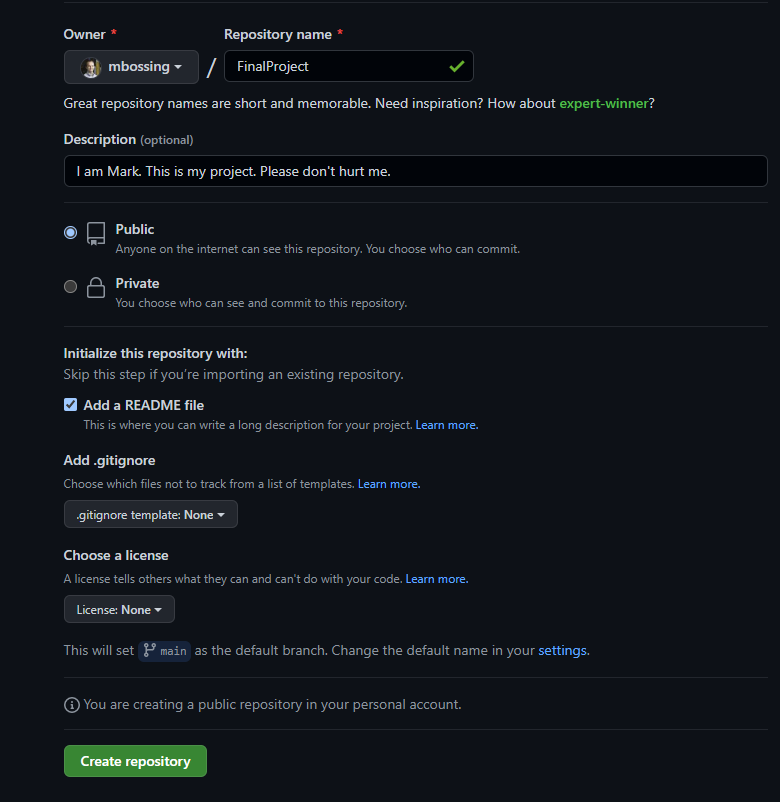 Owner * Repository name *
mbossing / FinalProject
Great repository names are short and memorable. Need inspiration? How about expert-winner?
Description (optional)
I am Mark. This is my project. Please don't hurt me.
Public
Anyone on the internet can see this repository. You choose who can commit.
Private
You choose who can see and commit to this repository.
Initialize this repository with:
Skip this step if you're importing an existing repository.
Add a README file
This is where you can write a long description for your project. Learn more.
Add .gitignore
Choose which files not to track from a list of templates. Learn more.
.gitignore template: None
Choose a license
A license tells others what they can and can't do with your code. Learn more.
License: None
This will set main as the default branch. Change the default name in your settings.
You are creating a public repository in your personal account.
Create repository